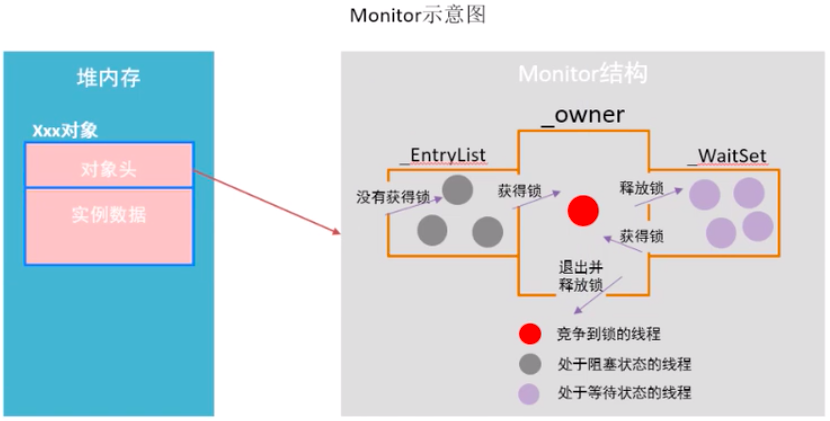 Monitor示意图
堆内存
Xxx对象
对象头
实例数据
Monitor结构
_owner
_EntryList
_WaitSet
没有获得锁
获得锁
释放锁
获得锁
退出并
释放锁
竞争到锁的线程
处于阻塞状态的线程
处于等待状态的线程